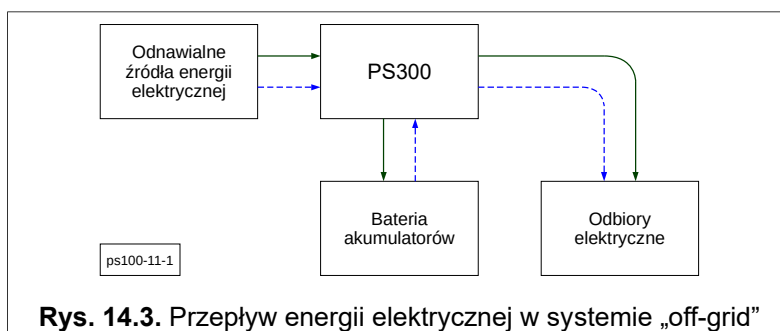 Odnawialne
źródła energii
elektrycznej
PS300
Bateria
akumulatorów
Odbiory
elektryczne
ps100-11-1
Rys. 14.3. Przepływ energii elektrycznej w systemie „off-grid”